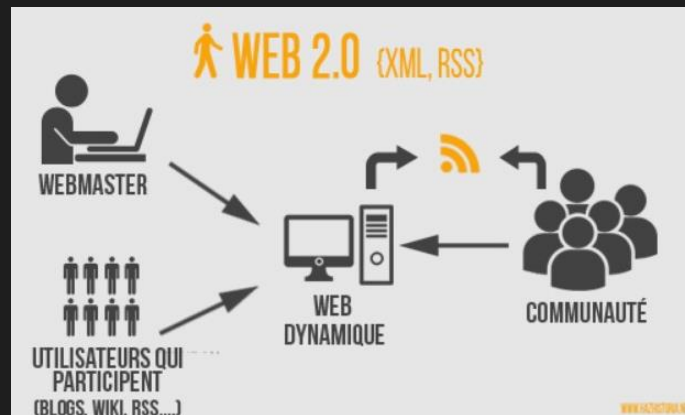 WEB 2.0 {XML, RSS}
WEBMASTER
WEB
DYNAMIQUE
COMMUNAUTÉ
UTILISATEURS QUI
PARTICIPENT
(BLOGS, WIKI, RSS,...)